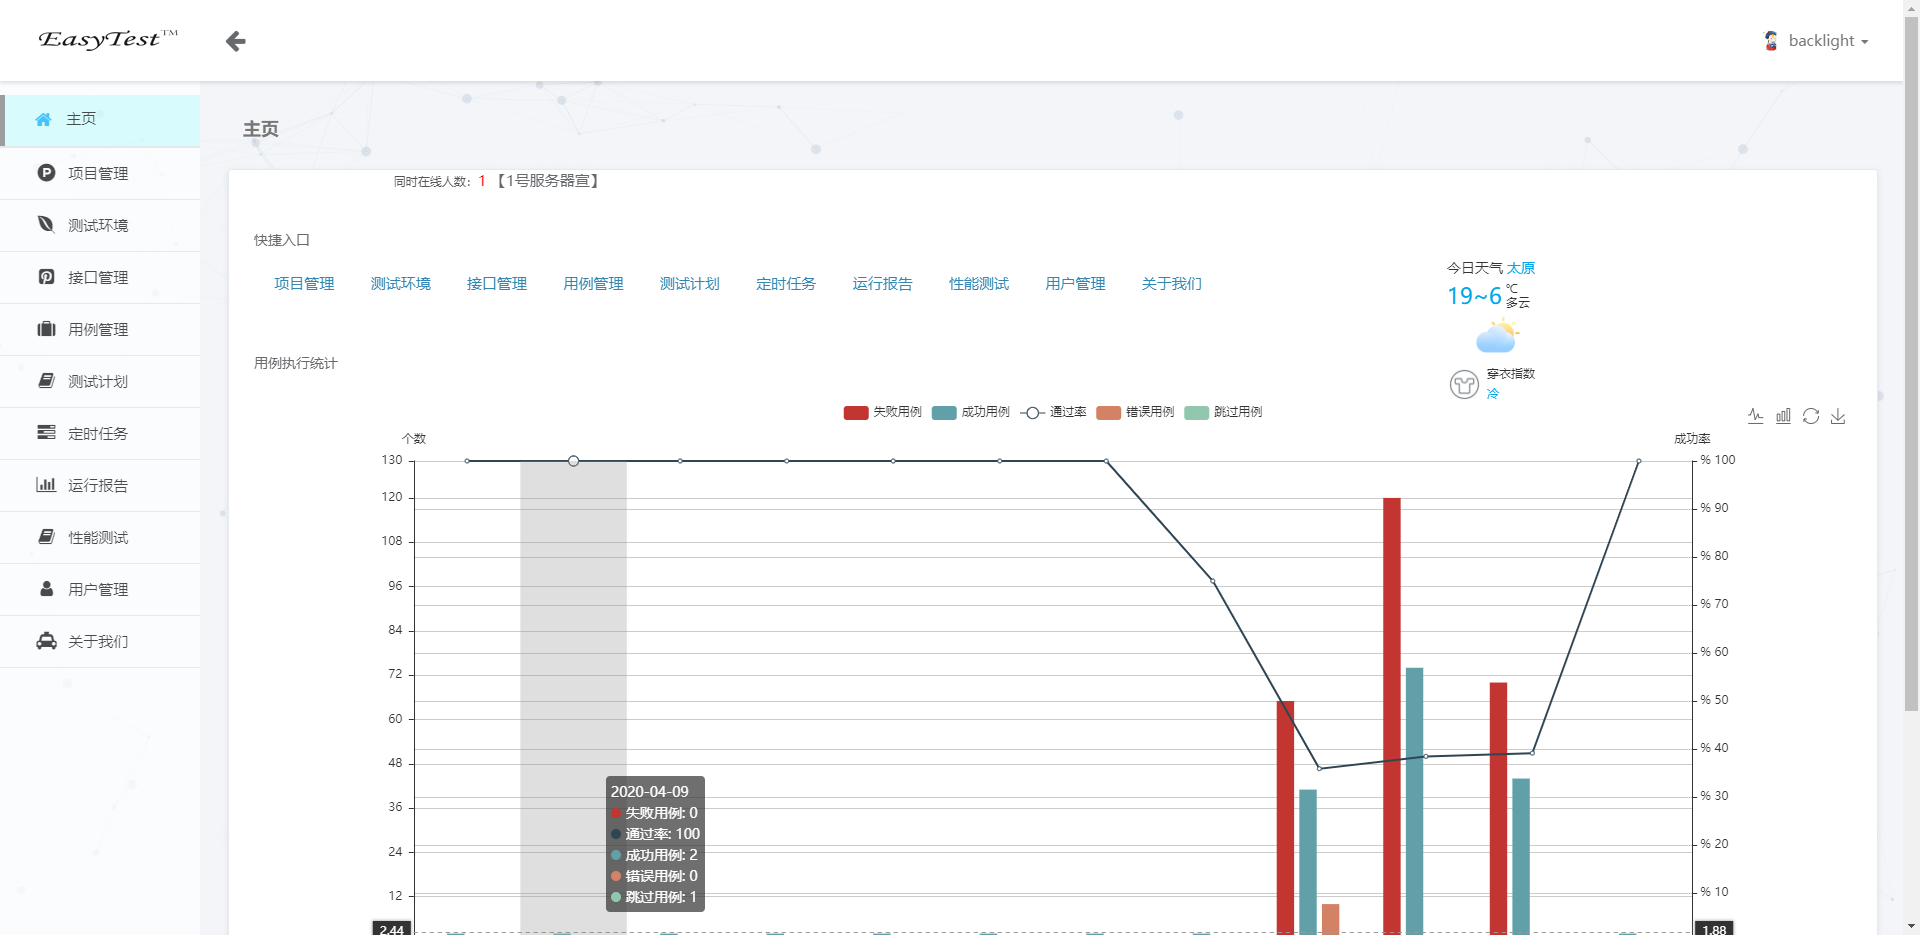 EasyTest™
backlight
主页
项目管理
测试环境
接口管理
用例管理
测试计划
定时任务
运行报告
性能测试
用户管理
关于我们
主页
同时在线人数: 1 【1号服务器宣】
快捷入口
项目管理 测试环境 接口管理 用例管理 测试计划 定时任务 运行报告 性能测试 用户管理 关于我们
今日天气 太原
19~6 ℃
多云
穿衣指数
冷
用例执行统计
失败用例 成功用例 通过率 错误用例 跳过用例
个数
成功率
130
120
108
96
84
72
60
48
36
24
12
2.44
% 100
% 90
% 80
% 70
% 60
% 50
% 40
% 30
% 20
% 10
1.88
2020-04-09
失败用例: 0
通过率: 100
成功用例: 2
错误用例: 0
跳过用例: 1